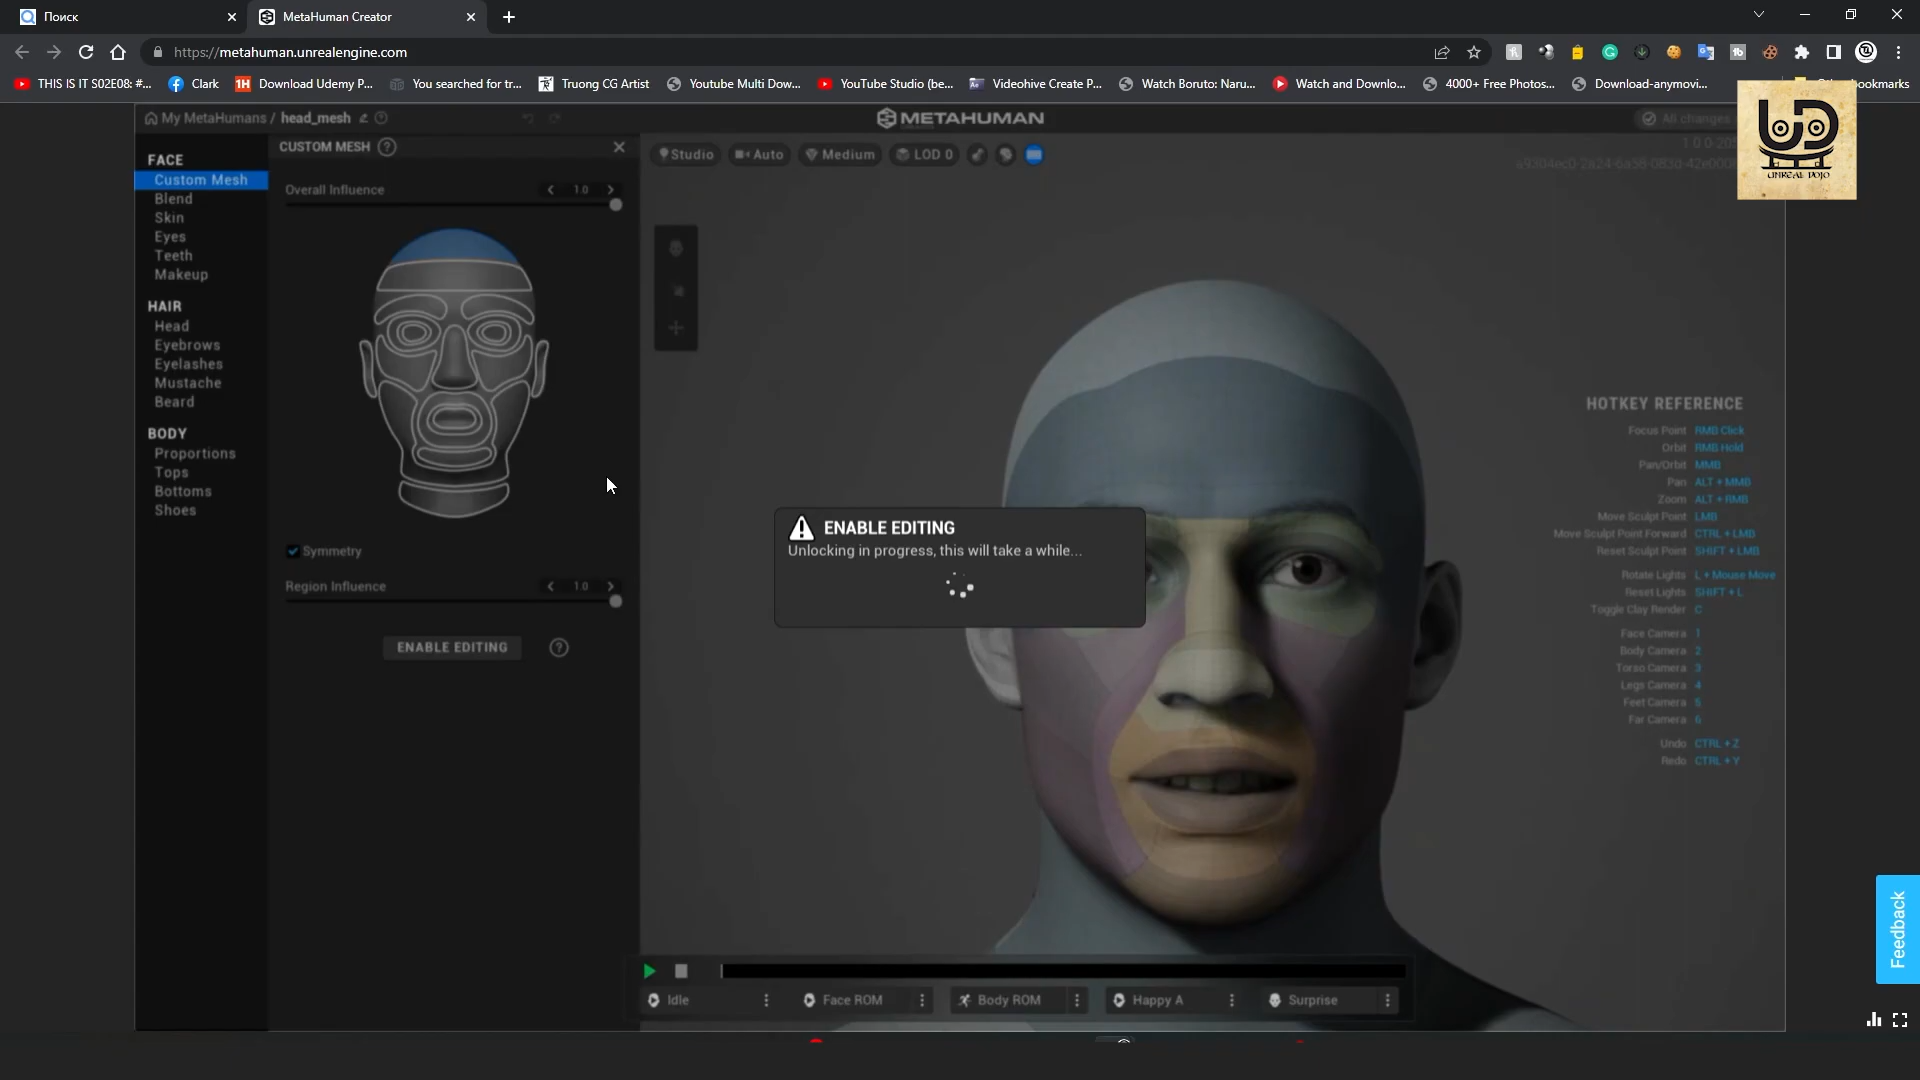 Поиск
MetaHuman Creator
https://metahuman.unrealengine.com
THIS IS IT S02E08: #...
Clark
1H Download Udemy P...
You searched for tr...
Truong CG Artist
Youtube Multi Dow...
YouTube Studio (be...
Videohive Create P...
Watch Boruto: Naru...
Watch and Downlo...
4000+ Free Photos...
Download-anymovi...
bookmarks
UNREAL DOJO
My MetaHumans / head_mesh
METAHUMAN
All changes
FACE
Custom Mesh
Blend
Skin
Eyes
Teeth
Makeup
HAIR
Head
Eyebrows
Eyelashes
Mustache
Beard
BODY
Proportions
Tops
Bottoms
Shoes
CUSTOM MESH
Overall Influence 1.0
Symmetry
Region Influence 1.0
ENABLE EDITING
Studio
Auto
Medium
LOD 0
ENABLE EDITING
Unlocking in progress, this will take a while...
HOTKEY REFERENCE
Focus Point RMB Click
Orbit RMB Hold
Pan/Orbit MMB
Pan ALT + MMB
Zoom ALT + RMB
Move Sculpt Point LMB
Move Sculpt Point Forward CTRL + LMB
Reset Sculpt Point SHIFT + LMB
Rotate Lights L + Mouse Move
Reset Lights SHIFT + L
Toggle Clay Render C
Face Camera 1
Body Camera 2
Torso Camera 3
Legs Camera 4
Feet Camera 5
Far Camera 6
Undo CTRL + Z
Redo CTRL + Y
Idle
Face ROM
Body ROM
Happy A
Surprise
Feedback